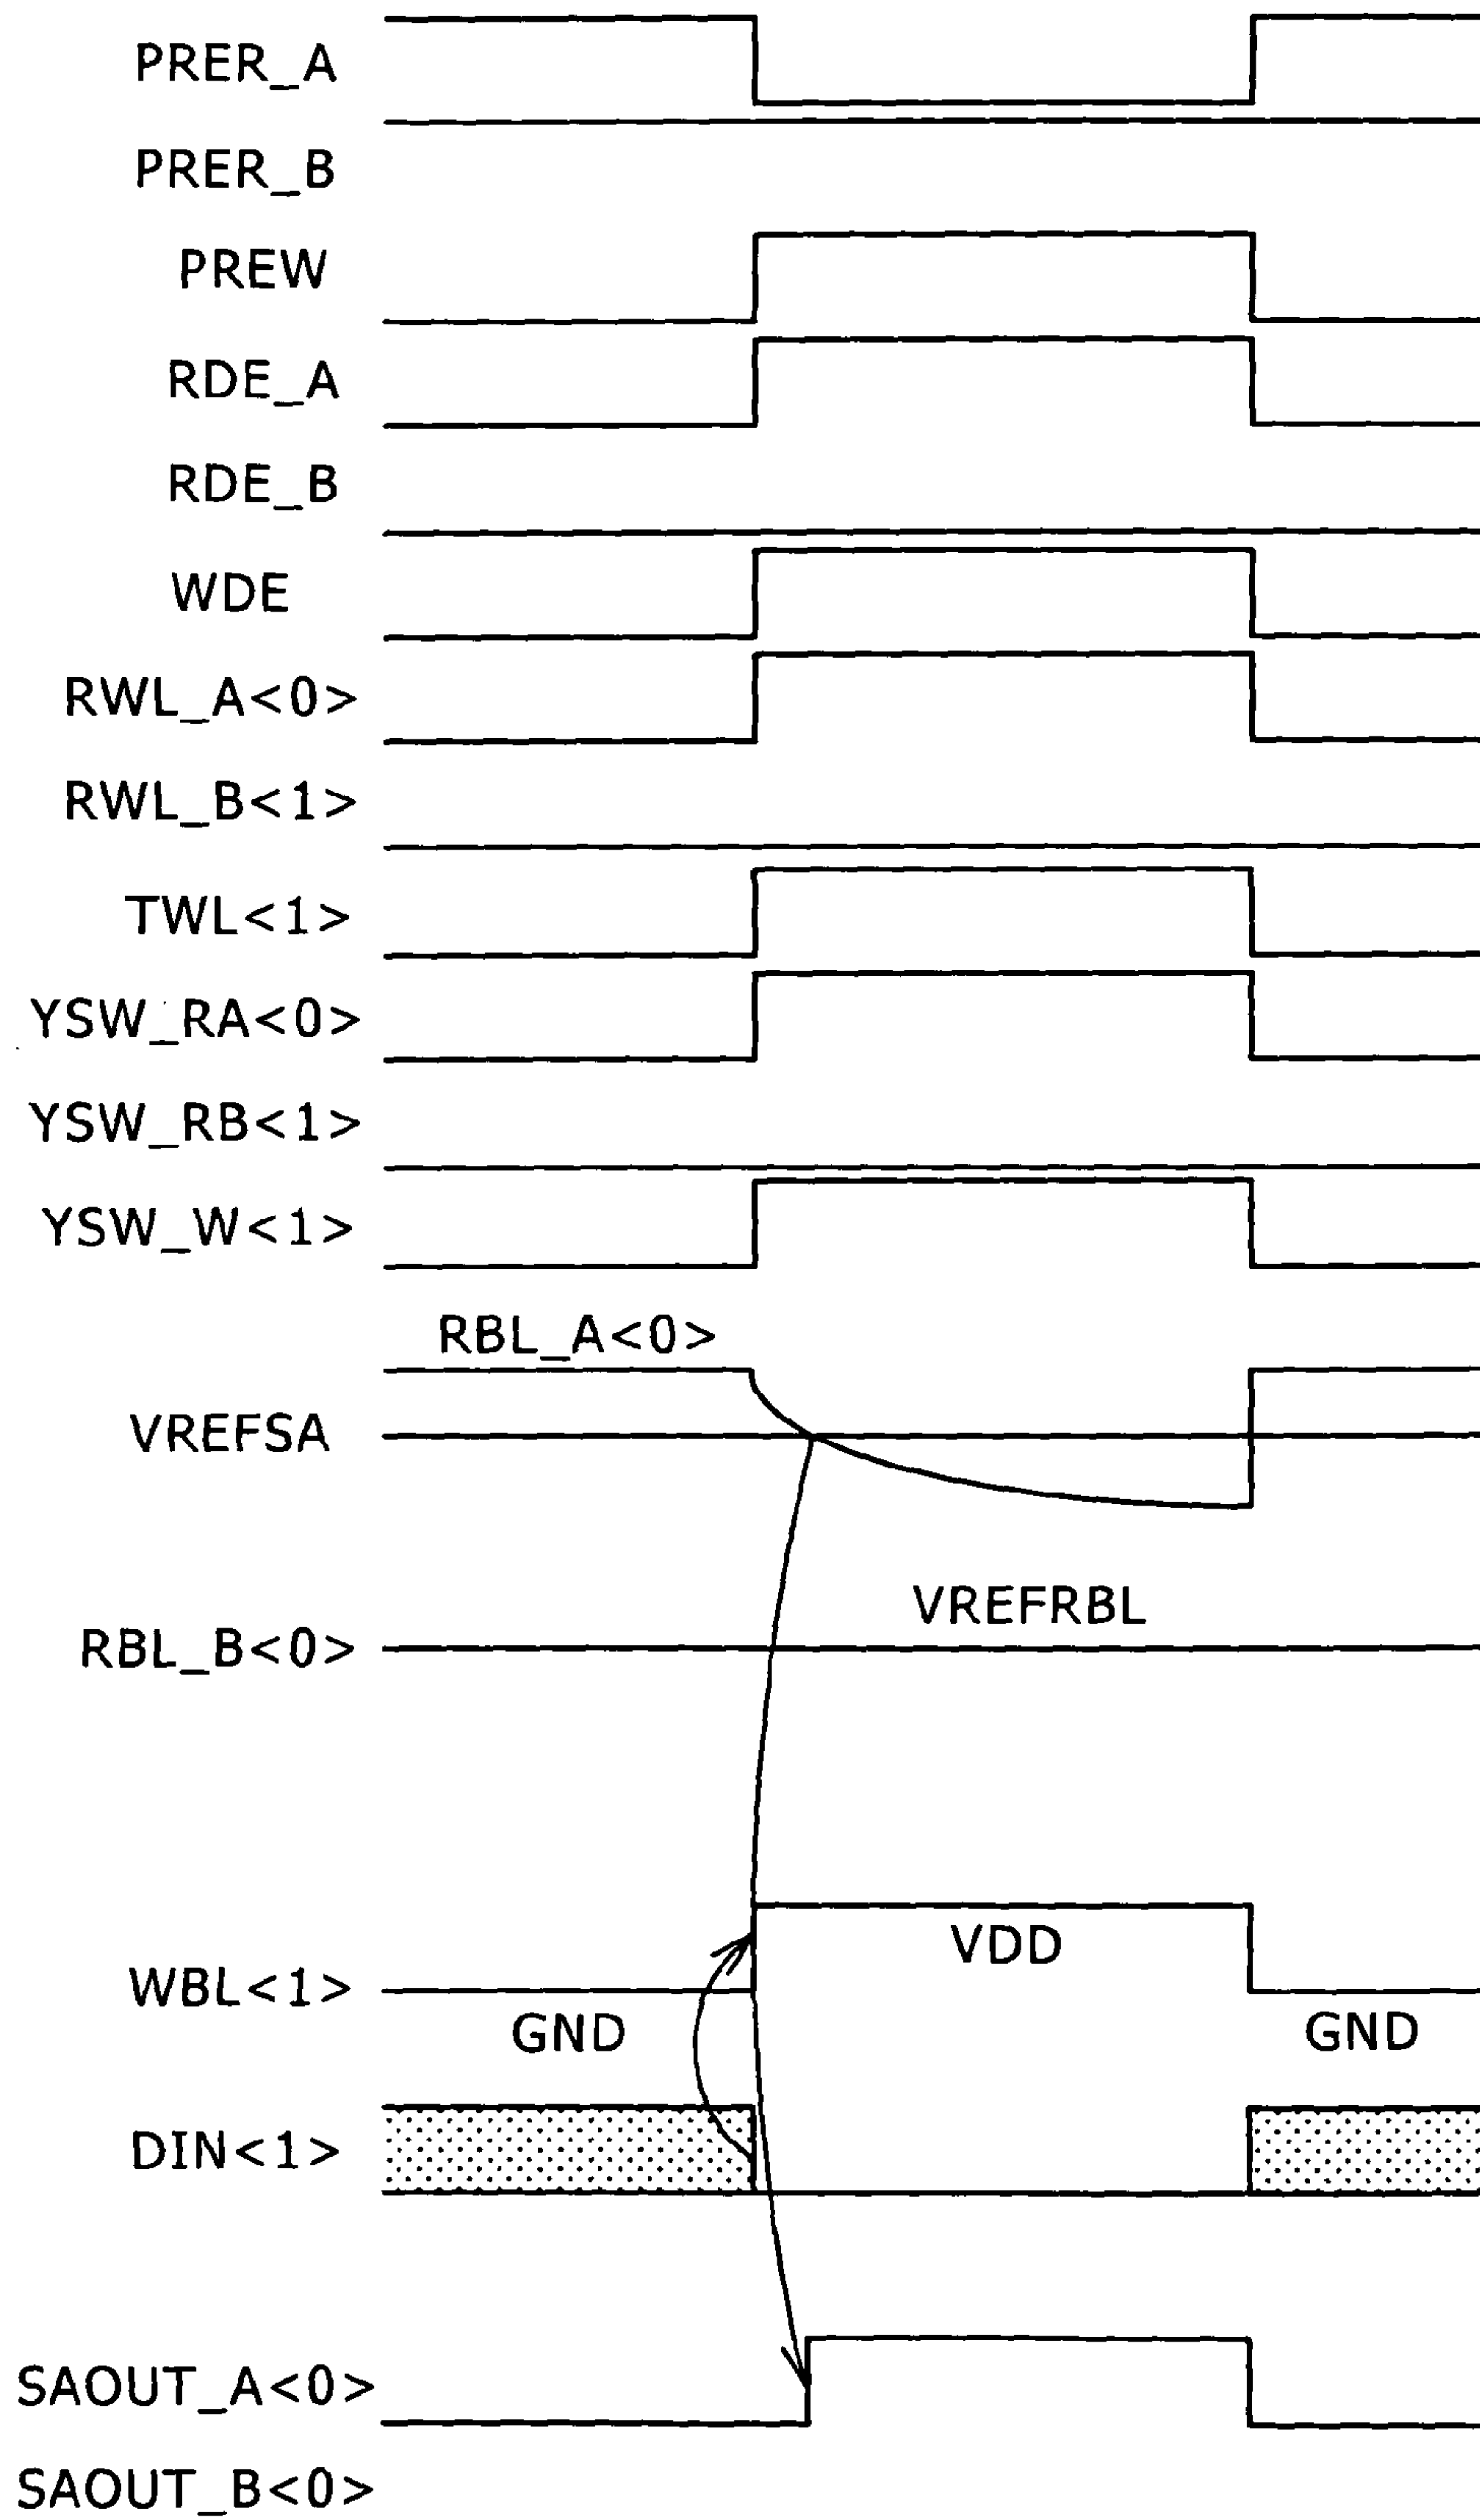 PRER_A
PRER_B
PREW
RDE_A
RDE_B
WDE
RWL_A<0>
RWL_B<1>
TWL<1>
YSW_RA<0>
YSW_RB<1>
YSW_W<1>
RBL_A<0>
VREFSA
VREFRBL
RBL_B<0>
VDD
WBL<1>
GND
GND
DIN<1>
SAOUT_A<0>
SAOUT_B<0>